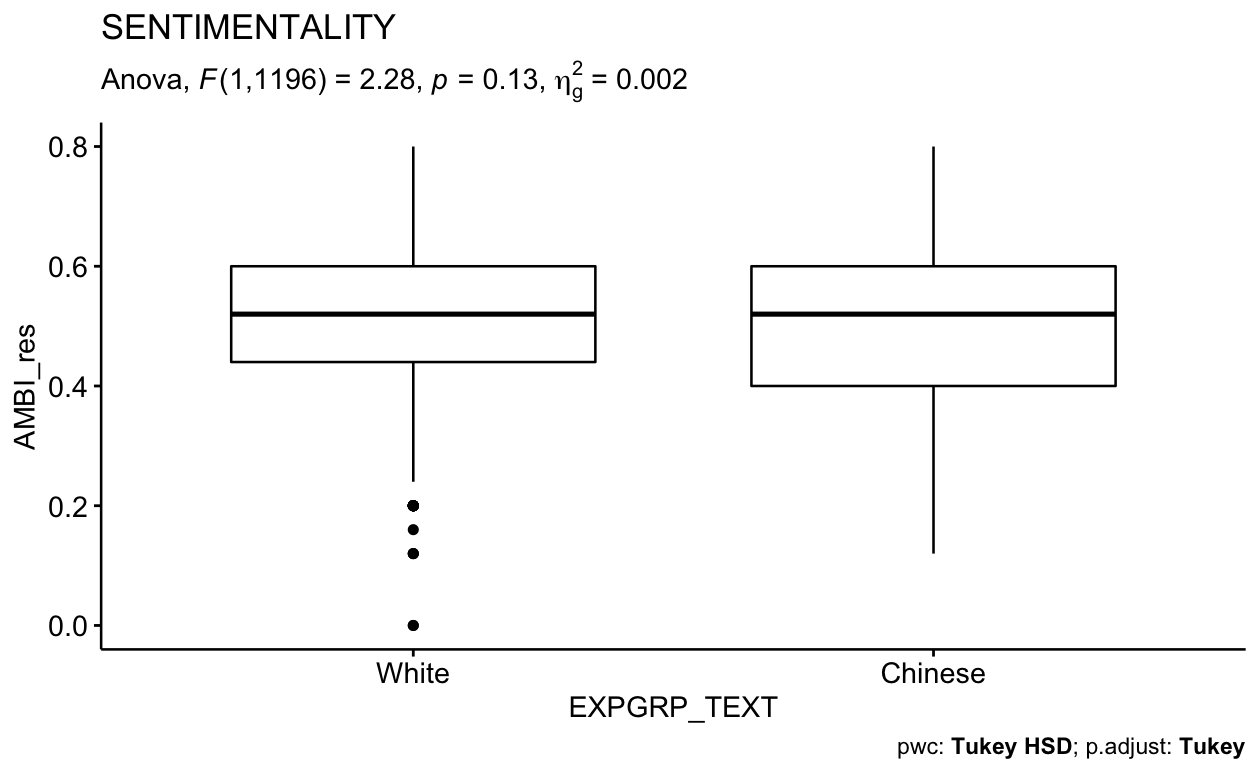 SENTIMENTALITY
Anova, F(1,1196) = 2.28, p = 0.13, η²g = 0.002
0.8
0.6
0.4
0.2
0.0
AMBI_res
White Chinese
EXPGRP_TEXT
pwc: Tukey HSD; p.adjust: Tukey